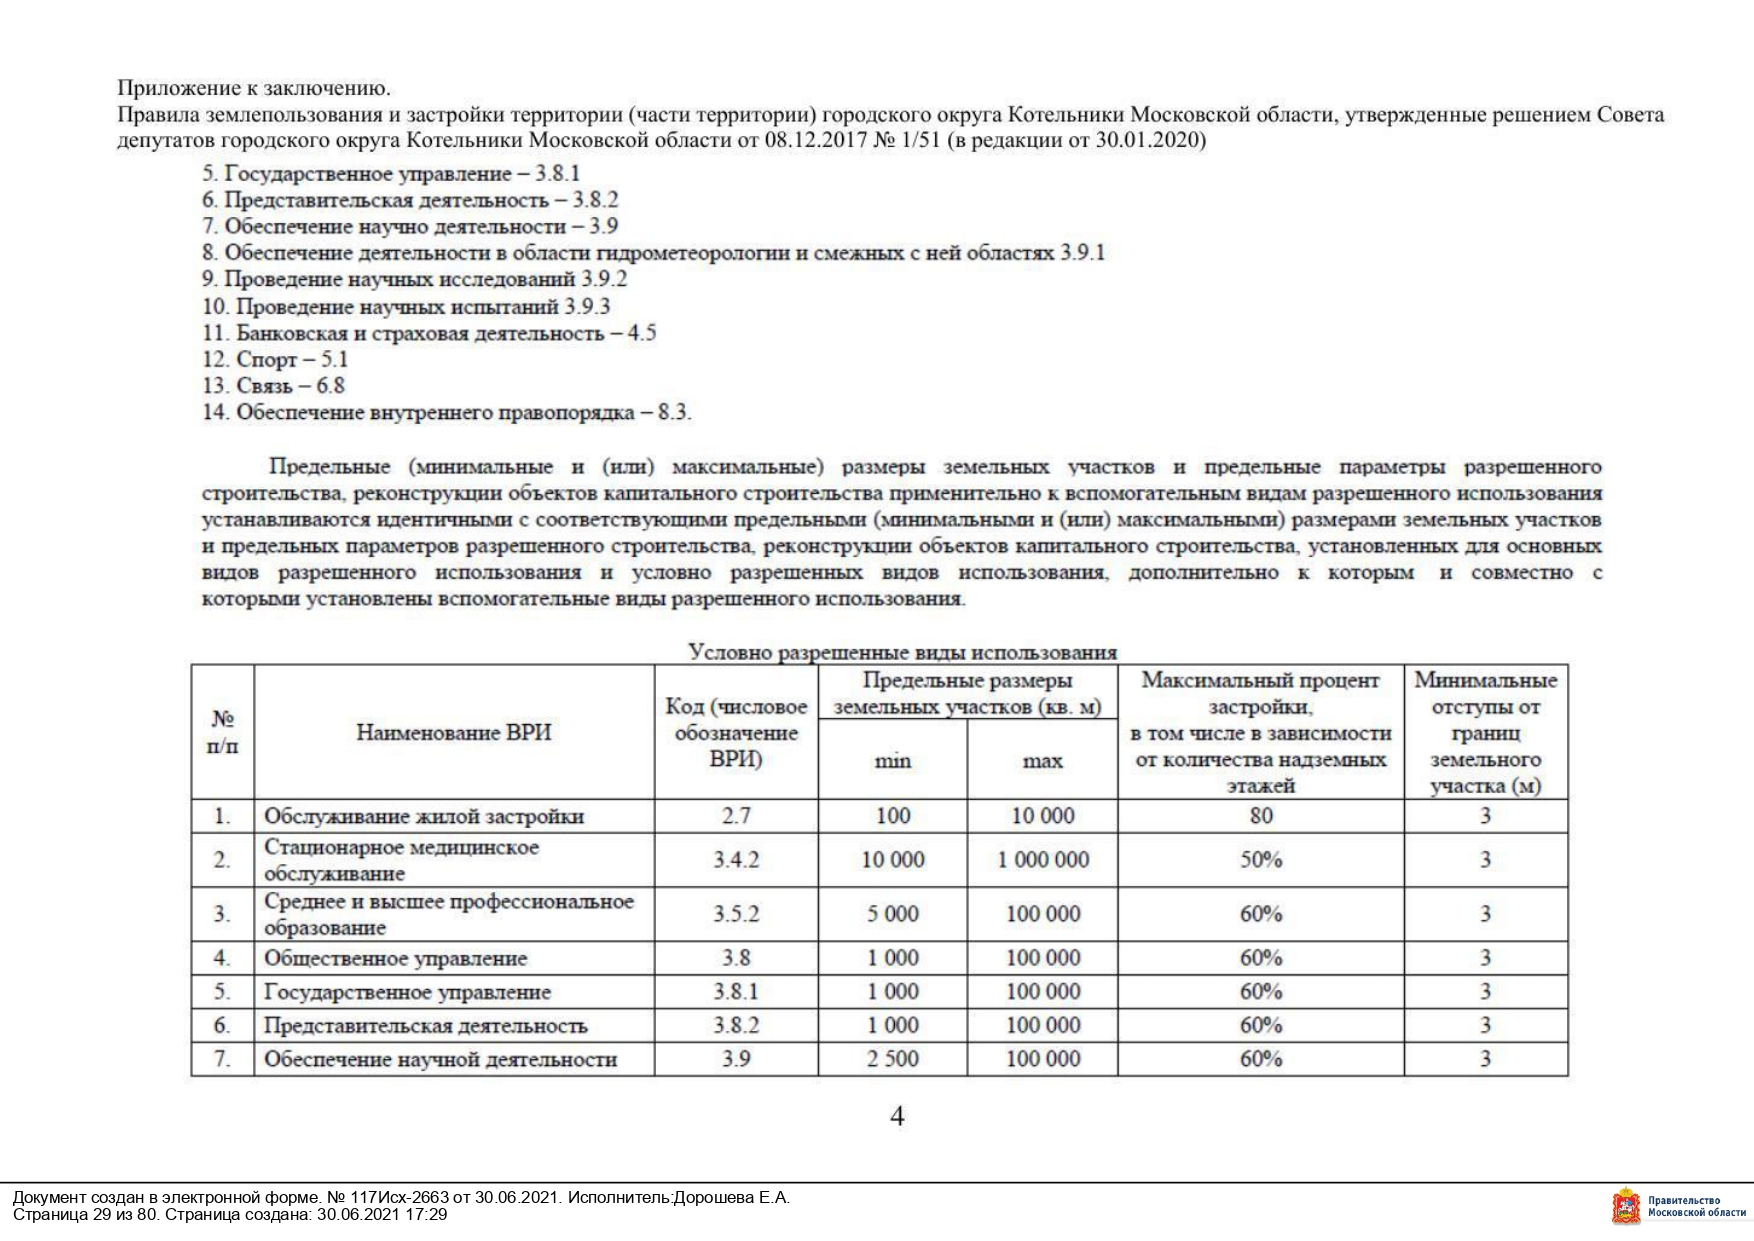 Приложение к заключению.
Правила землепользования и застройки территории (части территории) городского округа Котельники Московской области, утвержденные решением Совета
депутатов городского округа Котельники Московской области от 08.12.2017 № 1/51 (в редакции от 30.01.2020)
5. Государственное управление – 3.8.1
6. Представительская деятельность – 3.8.2
7. Обеспечение научно деятельности – 3.9
8. Обеспечение деятельности в области гидрометеорологии и смежных с ней областях 3.9.1
9. Проведение научных исследований 3.9.2
10. Проведение научных испытаний 3.9.3
11. Банковская и страховая деятельность – 4.5
12. Спорт – 5.1
13. Связь – 6.8
14. Обеспечение внутреннего правопорядка – 8.3.
Предельные (минимальные и (или) максимальные) размеры земельных участков и предельные параметры разрешенного
строительства, реконструкции объектов капитального строительства применительно к вспомогательным видам разрешенного использования
устанавливаются идентичными с соответствующими предельными (минимальными и (или) максимальными) размерами земельных участков
и предельных параметров разрешенного строительства, реконструкции объектов капитального строительства, установленных для основных
видов разрешенного использования и условно разрешенных видов использования, дополнительно к которым и совместно с
которыми установлены вспомогательные виды разрешенного использования.
Условно разрешенные виды использования
№ п/п
Наименование ВРИ
Код (числовое обозначение ВРИ)
Предельные размеры земельных участков (кв. м)
min
max
Максимальный процент застройки, в том числе в зависимости от количества надземных этажей
Минимальные отступы от границ земельного участка (м)
1. Обслуживание жилой застройки 2.7 100 10 000 80 3
2. Стационарное медицинское обслуживание 3.4.2 10 000 1 000 000 50% 3
3. Среднее и высшее профессиональное образование 3.5.2 5 000 100 000 60% 3
4. Общественное управление 3.8 1 000 100 000 60% 3
5. Государственное управление 3.8.1 1 000 100 000 60% 3
6. Представительская деятельность 3.8.2 1 000 100 000 60% 3
7. Обеспечение научной деятельности 3.9 2 500 100 000 60% 3
4
Документ создан в электронной форме. № 117Исх-2663 от 30.06.2021. Исполнитель:Дорошева Е.А.
Страница 29 из 80. Страница создана: 30.06.2021 17:29
Правительство
Московской области